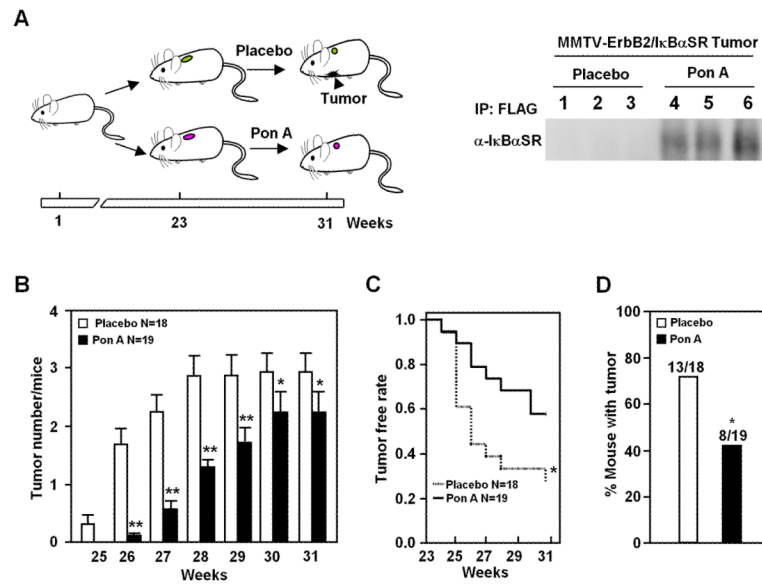 A
Placebo
Tumor
Pon A
1
23
31
Weeks
MMTV-ErbB2/IκBαSR Tumor
Placebo
Pon A
IP: FLAG
1 2 3 4 5 6
α-IκBαSR
B
Tumor number/mice
4
3
2
1
0
Placebo N=18
Pon A N=19
**
**
**
**
*
*
25 26 27 28 29 30 31
Weeks
C
Tumor free rate
1.0
0.8
0.6
0.4
0.2
0.0
Placebo N=18
Pon A N=19
*
23 25 27 29 31
Weeks
D
% Mouse with tumor
100
80
60
40
20
0
Placebo
Pon A
13/18
*
8/19